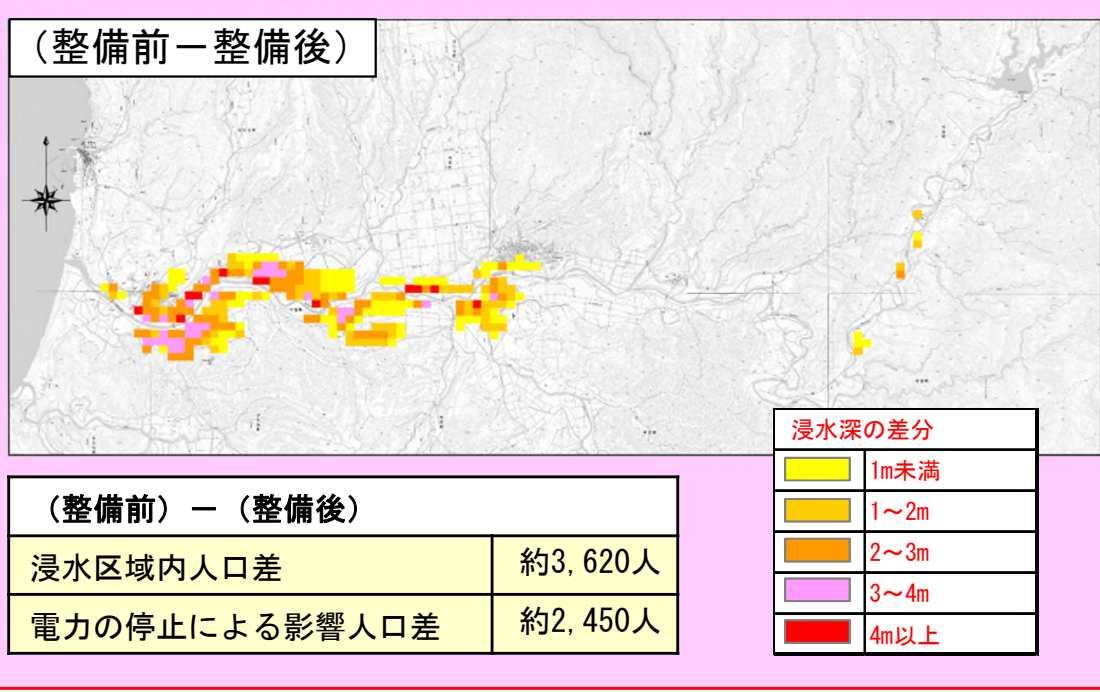 （整備前－整備後）
（整備前）－（整備後）
浸水区域内人口差 約3,620人
電力の停止による影響人口差 約2,450人
浸水深の差分
1m未満
1～2m
2～3m
3～4m
4m以上